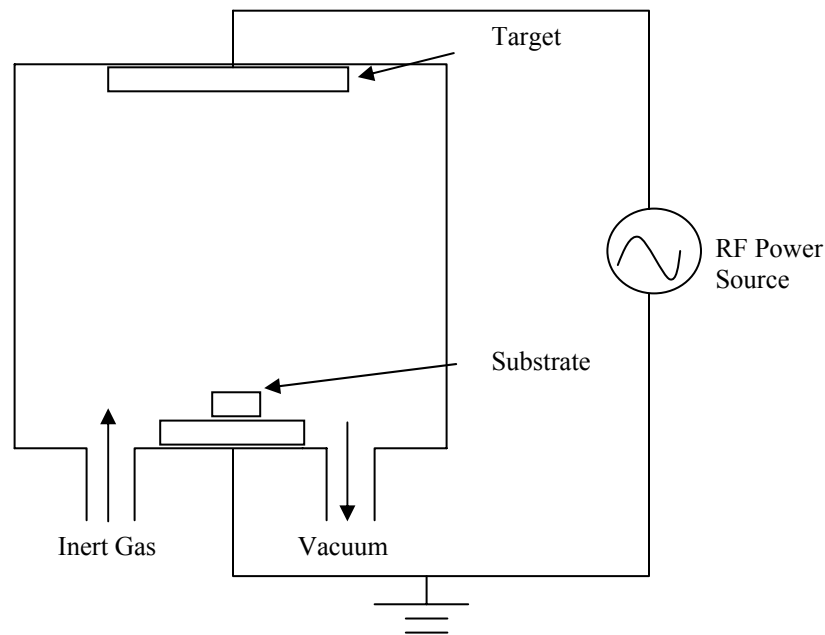 Target
RF Power
Source
Substrate
Inert Gas
Vacuum